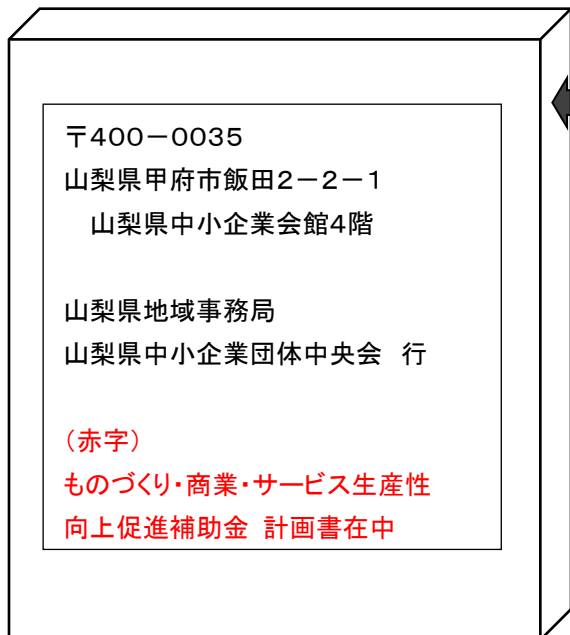 〒400－0035
山梨県甲府市飯田2－2－1
　山梨県中小企業会館4階
山梨県地域事務局
山梨県中小企業団体中央会　行
（赤字）
ものづくり・商業・サービス生産性
向上促進補助金 計画書在中